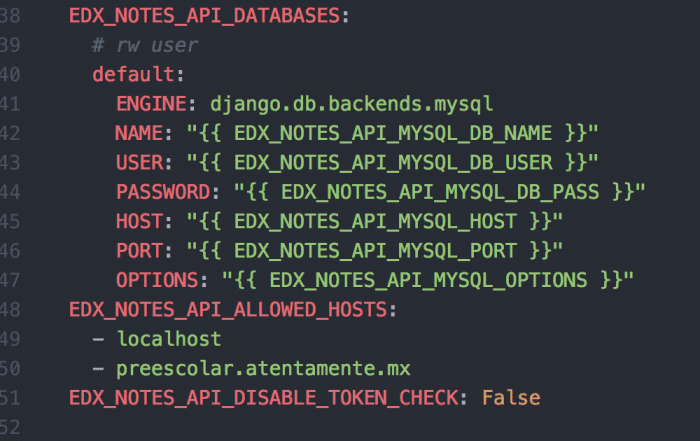 38 EDX_NOTES_API_DATABASES:
39 # rw user
40 default:
41 ENGINE: django.db.backends.mysql
42 NAME: "{{ EDX_NOTES_API_MYSQL_DB_NAME }}"
43 USER: "{{ EDX_NOTES_API_MYSQL_DB_USER }}"
44 PASSWORD: "{{ EDX_NOTES_API_MYSQL_DB_PASS }}"
45 HOST: "{{ EDX_NOTES_API_MYSQL_HOST }}"
46 PORT: "{{ EDX_NOTES_API_MYSQL_PORT }}"
47 OPTIONS: "{{ EDX_NOTES_API_MYSQL_OPTIONS }}"
48 EDX_NOTES_API_ALLOWED_HOSTS:
49 - localhost
50 - preescolar.atentamente.mx
51 EDX_NOTES_API_DISABLE_TOKEN_CHECK: False
52